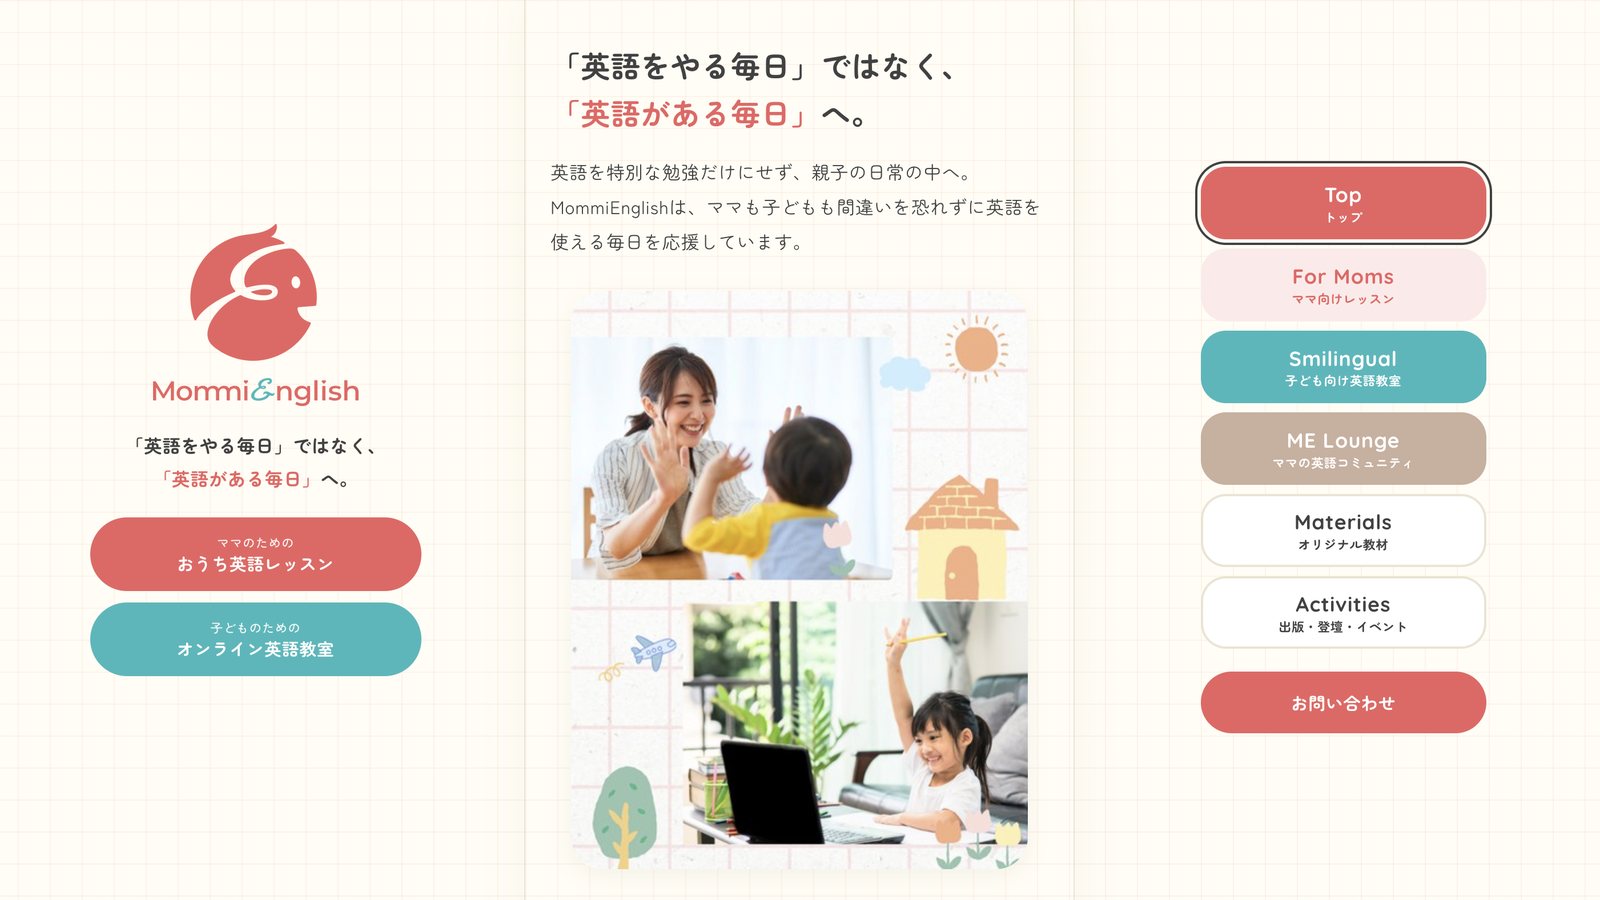 MommiEnglish
「英語をやる毎日」ではなく、
「英語がある毎日」へ。
ママのための
おうち英語レッスン
子どものための
オンライン英語教室
「英語をやる毎日」ではなく、
「英語がある毎日」へ。
英語を特別な勉強だけにせず、親子の日常の中へ。
MommiEnglishは、ママも子どもも間違いを恐れずに英語を
使える毎日を応援しています。
Top
トップ
For Moms
ママ向けレッスン
Smilingual
子ども向け英語教室
ME Lounge
ママの英語コミュニティ
Materials
オリジナル教材
Activities
出版・登壇・イベント
お問い合わせ